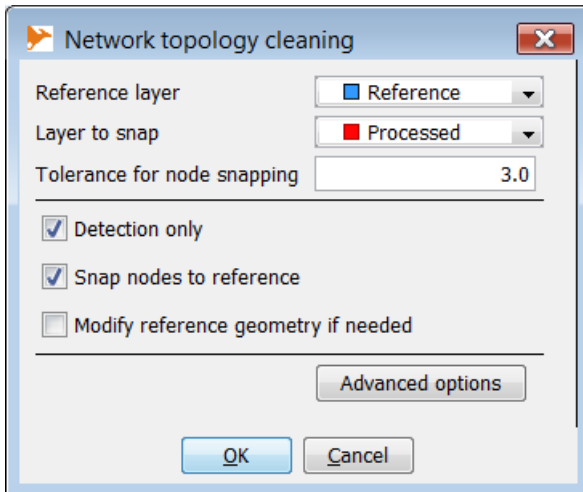 Network topology cleaning
Reference layer Reference
Layer to snap Processed
Tolerance for node snapping 3.0
Detection only
Snap nodes to reference
Modify reference geometry if needed
Advanced options
OK Cancel